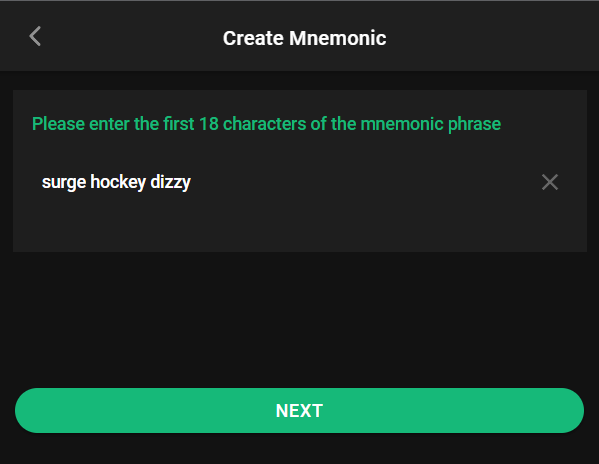 Create Mnemonic
Please enter the first 18 characters of the mnemonic phrase
surge hockey dizzy
NEXT